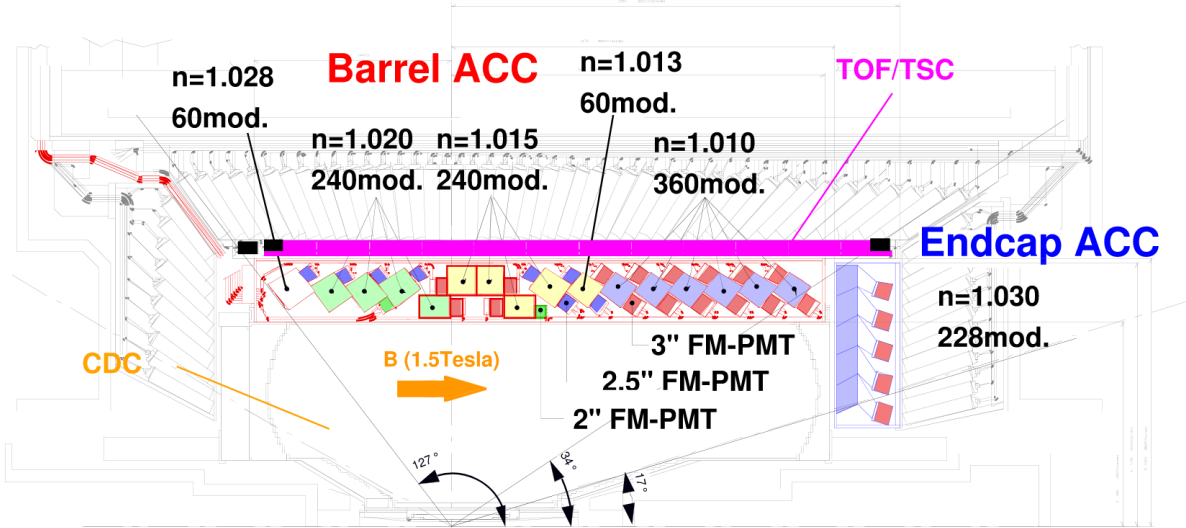 Barrel ACC
n=1.028
60mod.
n=1.013
60mod.
TOF/TSC
n=1.020
240mod.
n=1.015
240mod.
n=1.010
360mod.
Endcap ACC
n=1.030
228mod.
CDC
B (1.5Tesla)
3" FM-PMT
2.5" FM-PMT
2" FM-PMT
127°
34°
17°